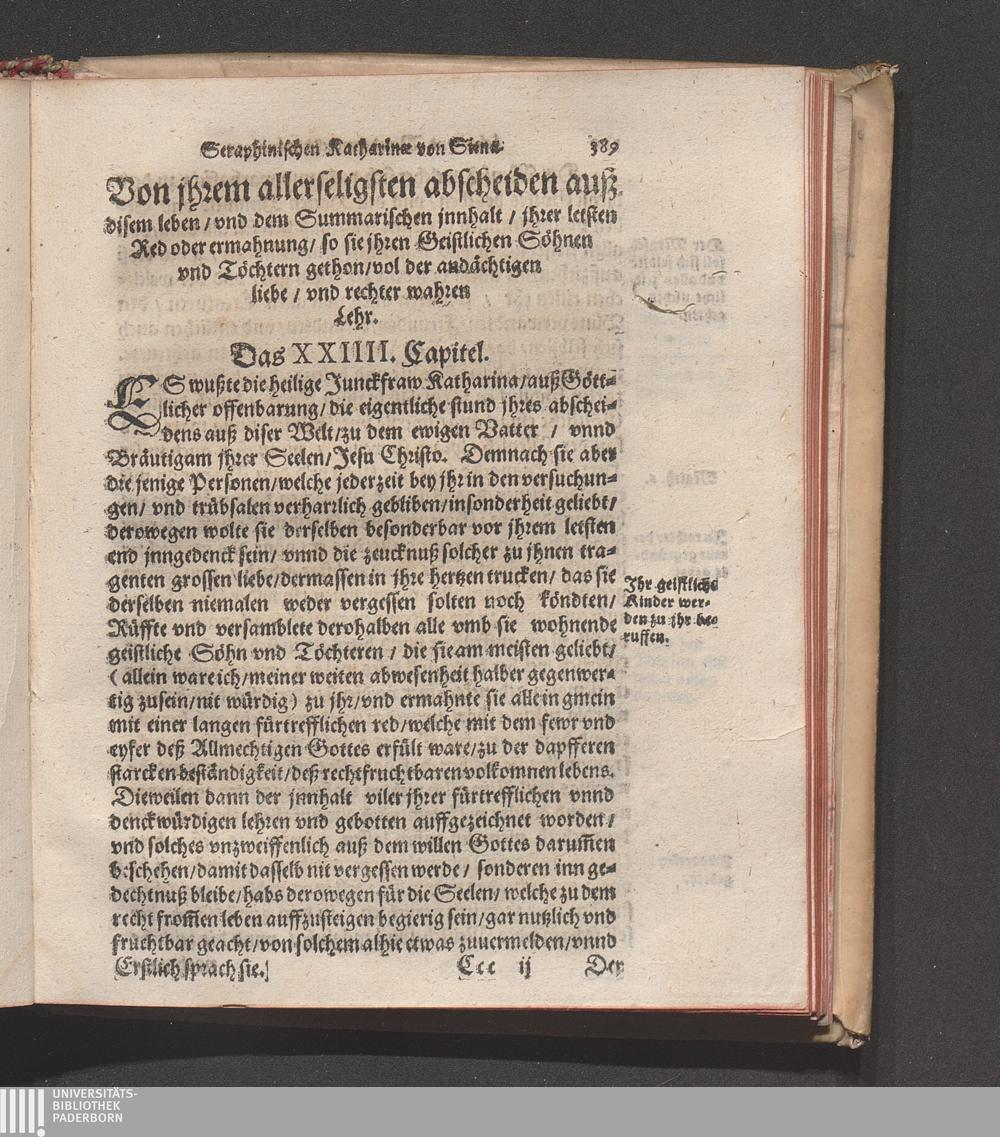 Seraphinischen Katharinæ von Siena. 389
Von jhrem allerseligsten abscheiden auß
disem leben / vnd dem Summarischen jnnhalt / jhrer letsten
Red oder ermahnung / so sie jhren Geistlichen Söhnen
vnd Töchtern gethon / vol der andächtigen
liebe / vnd rechter wahren
Lehr.
Das XXIIII. Capitel.
ES wußte die heilige Junckfraw Katharina / auß Gött=
licher offenbarung / die eigentliche stund jhres abschei=
dens auß diser Welt / zu dem ewigen Vatter / vnnd
Bräutigam jhrer Seelen / Jesu Christo. Demnach sie aber
die jenige Personen / welche jederzeit bey jhr in den versuchun=
gen / vnd trübsalen verharrlich gebliben / insonderheit geliebt /
derowegen wolte sie derselben besonderbar vor jhrem letsten
end jnngedenck sein / vnnd die zeucknuß solcher zu jhnen tra=
genten grossen liebe / dermassen in jhre hertzen trucken / das sie
derselben niemalen weder vergessen solten noch köndten /
Rüffte vnd versamblete derohalben alle vmb sie wohnende
geistliche Söhn vnd Töchteren / die sie am meisten geliebt /
( allein ware ich / meiner weiten abwesenheit halber gegenwer=
tig zusein / nit würdig ) zu jhr / vnd ermahnte sie alle in gmein
mit einer langen fürtrefflichen red / welche mit dem fewr vnd
eyfer deß Allmechtigen Gottes erfült ware / zu der dapfferen
starcken beständigkeit / deß rechtfruchtbaren volkomnen lebens.
Dieweilen dann der jnnhalt viler jhrer fürtrefflichen vnnd
denckwürdigen lehren vnd gebotten auffgezeichnet worden /
vnd solches vnzweiffenlich auß dem willen Gottes darum̃en
beschehen / damit dasselb nit vergessen werde / sonderen inn ge=
dechtnuß bleibe / habs derowegen für die Seelen / welche zu dem
recht from̃en leben auffzusteigen begierig sein / gar nutzlich vnd
fruchtbar geacht / von solchem alhie etwas zuuermelden / vnnd
Erstlich sprach sie. Ccc ij Der
Jhr geistliche
Kinder wer=
den zu jhr be=
ruffen.
UNIVERSITÄTS-
BIBLIOTHEK
PADERBORN